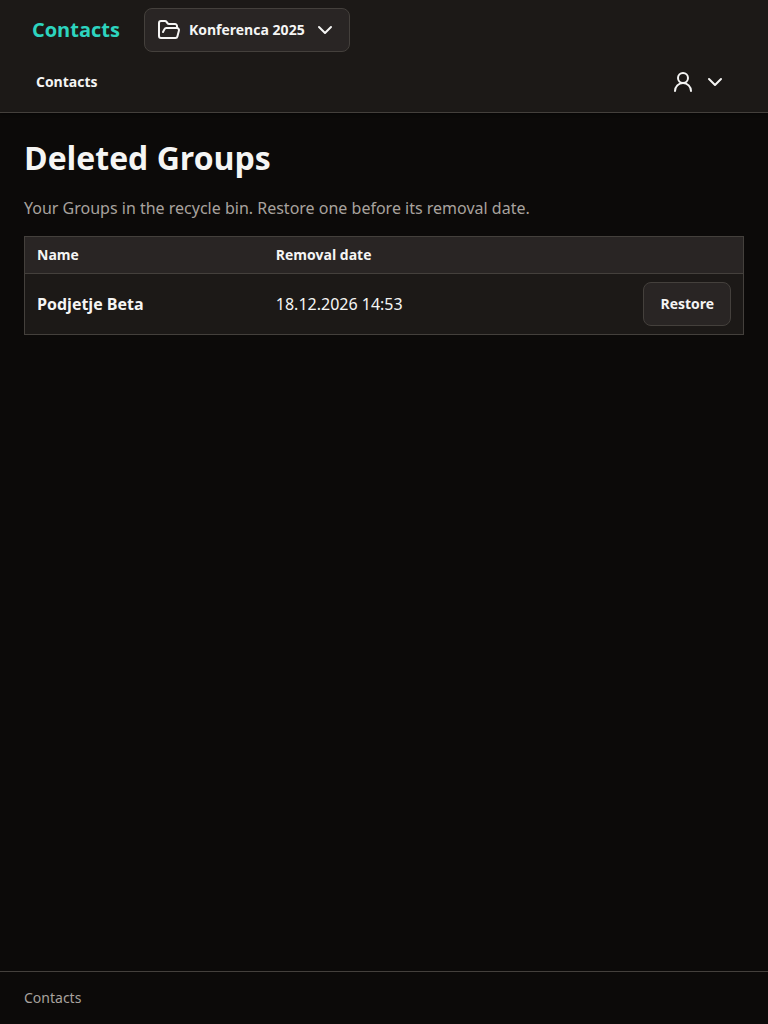 Contacts
Konferenca 2025
Contacts
Deleted Groups
Your Groups in the recycle bin. Restore one before its removal date.
Name Removal date
Podjetje Beta 18.12.2026 14:53 Restore
Contacts